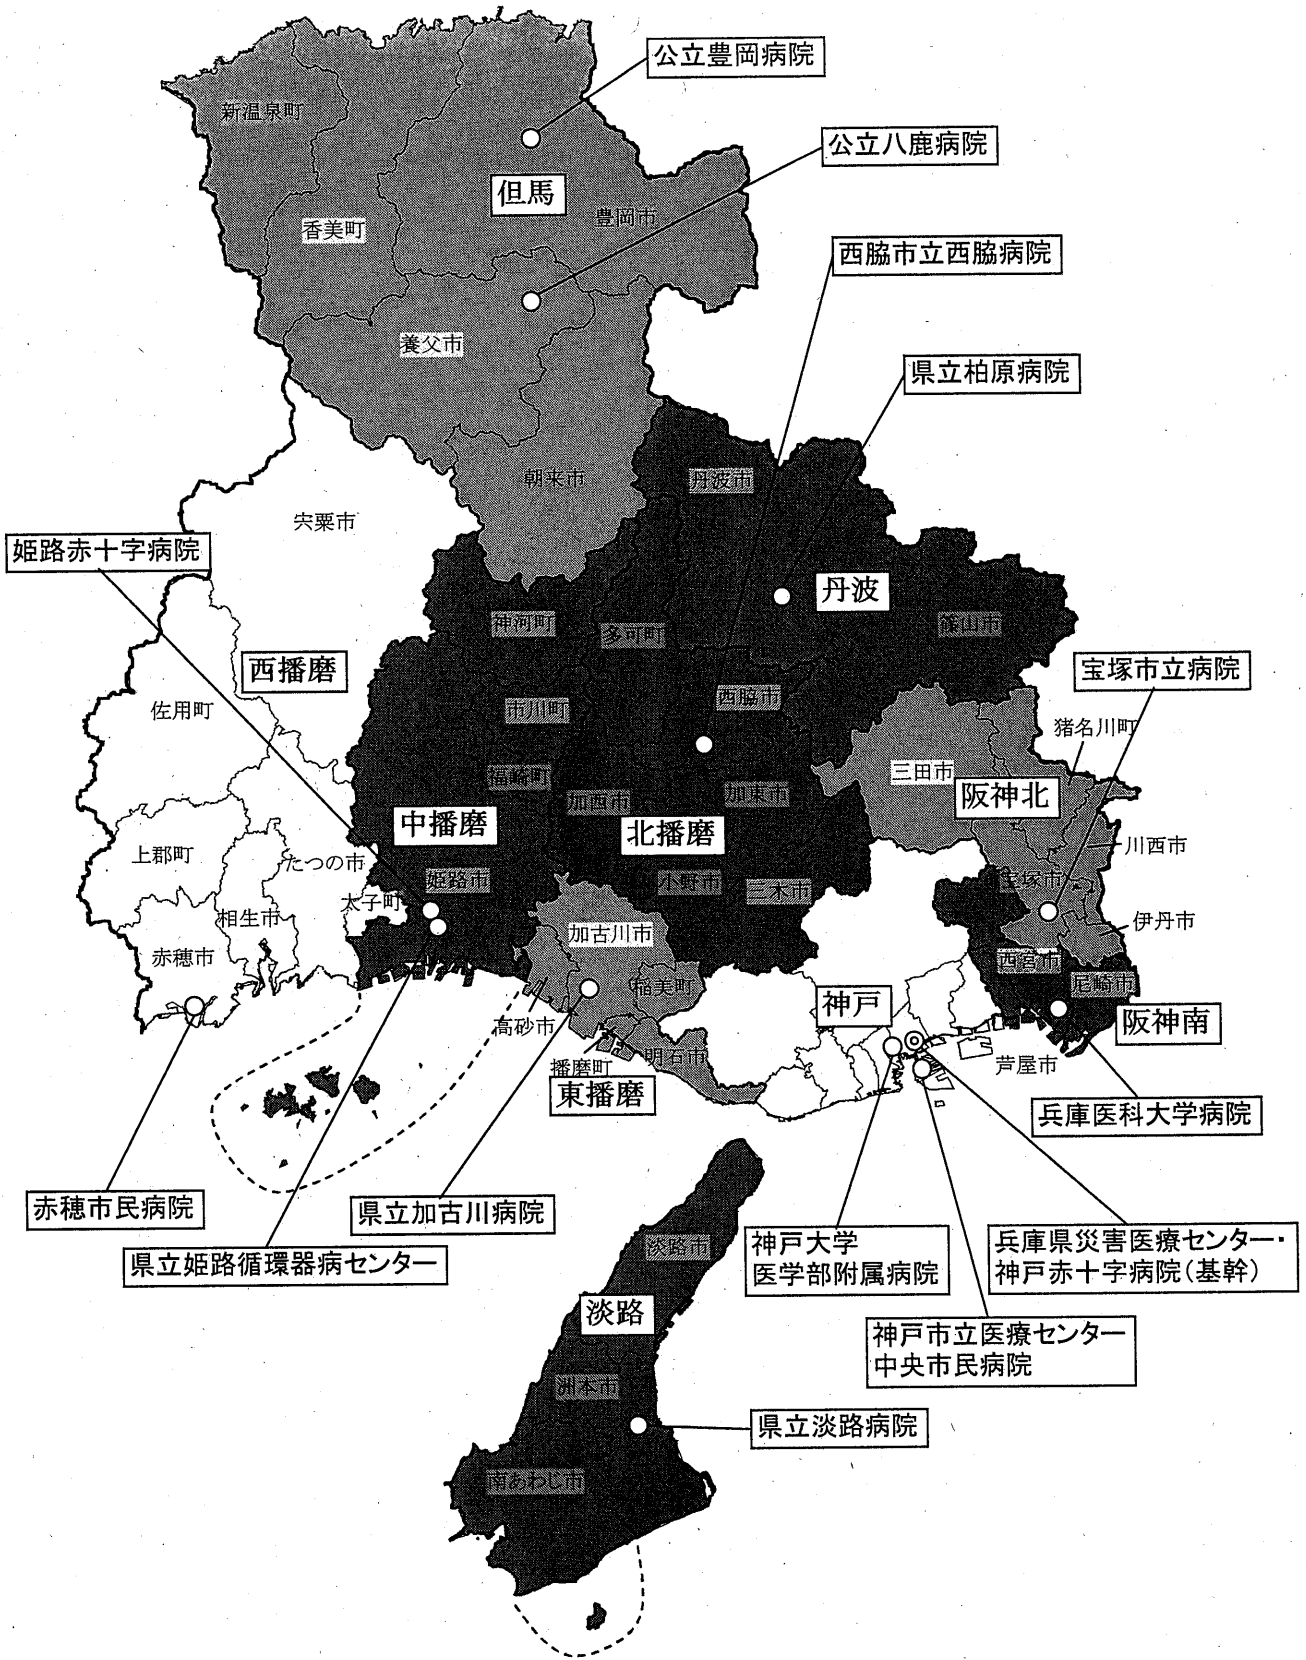 公立豊岡病院
新温泉町
公立八鹿病院
但馬
豊岡市
香美町
西脇市立西脇病院
養父市
県立柏原病院
朝来市
丹波市
宍粟市
姫路赤十字病院
丹波
神河町
多可町
篠山市
西播磨
宝塚市立病院
西脇市
佐用町
市川町
猪名川町
三田市
福崎町
阪神北
加西市
加東市
中播磨
北播磨
川西市
上郡町
たつの市
姫路市
小野市
三木市
宝塚市
太子町
相生市
伊丹市
加古川市
赤穂市
西宮市
尼崎市
稲美町
神戸
阪神南
高砂市
明石市
播磨町
芦屋市
東播磨
兵庫医科大学病院
赤穂市民病院
県立加古川病院
県立姫路循環器病センター
神戸大学
医学部附属病院
兵庫県災害医療センター・
神戸赤十字病院(基幹)
淡路市
淡路
神戸市立医療センター
中央市民病院
洲本市
県立淡路病院
南あわじ市